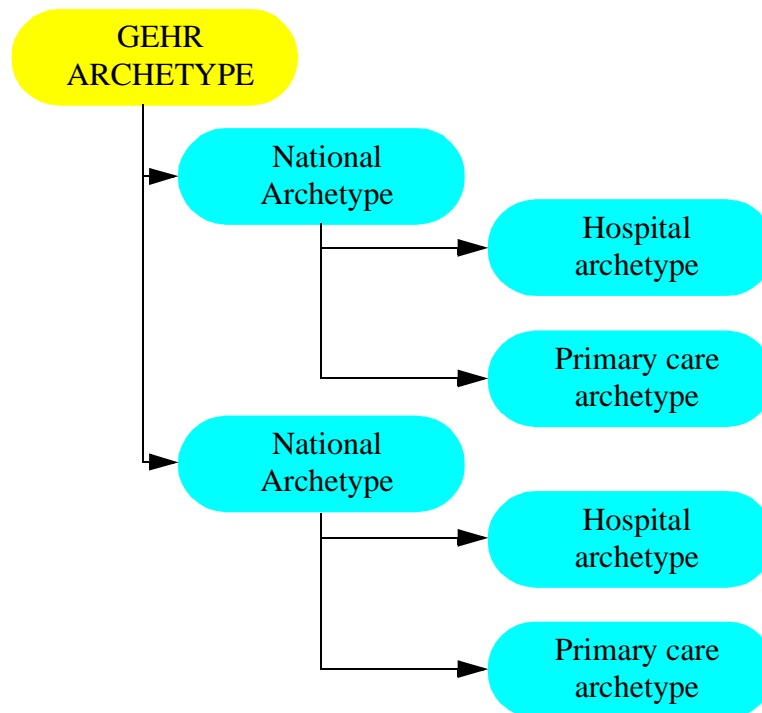 GEHR
ARCHETYPE
National
Archetype
Hospital
archetype
Primary care
archetype
National
Archetype
Hospital
archetype
Primary care
archetype